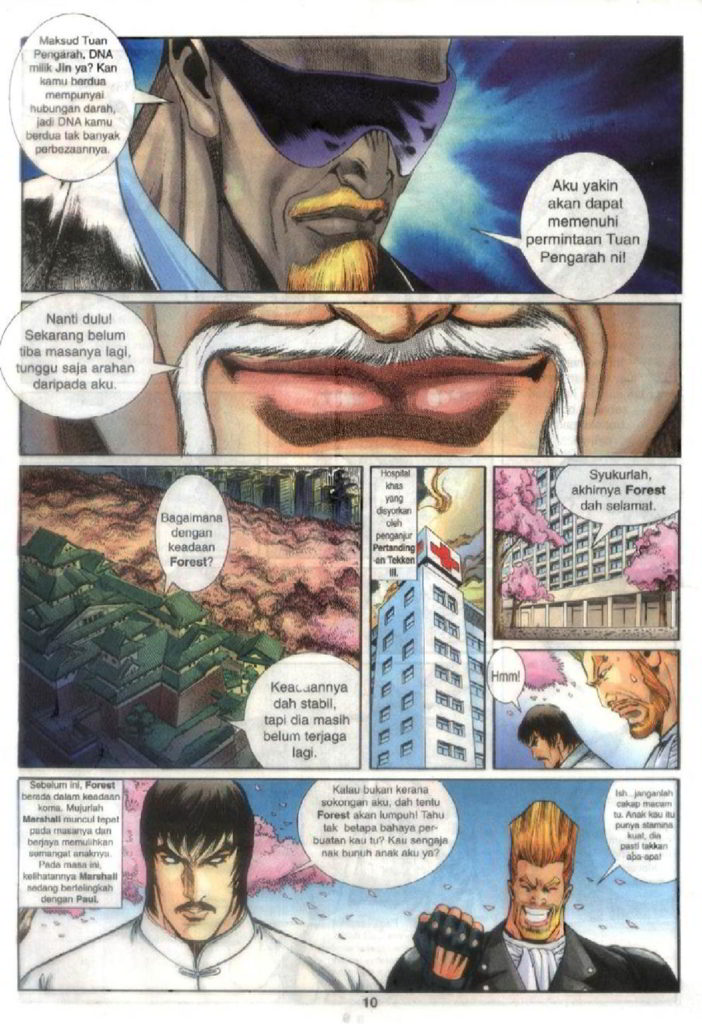 Maksud Tuan
Pengarah, DNA
milik Jin ya? Kan
kamu berdua
mempunyai
hubungan darah,
jadi DNA kamu
berdua tak banyak
perbezaannya.
Aku yakin
akan dapat
memenuhi
permintaan Tuan
Pengarah ni!
Nanti dulu!
Sekarang belum
tiba masanya lagi,
tunggu saja arahan
daripada aku.
Bagaimana
dengan
keadaan
Forest?
Keadaannya
dah stabil,
tapi dia masih
belum terjaga
lagi.
Hospital
khas
yang
disyorkan
oleh
penganjur
Pertanding
an Tekken
III.
Syukurlah,
akhirnya Forest
dah selamat.
Hmm!
Sebelum ini, Forest
berada dalam keadaan
koma. Mujurlah
Marshall muncul tepat
pada masanya dan
berjaya memulihkan
semangat anaknya.
Pada masa ini,
kelihatannya Marshall
sedang bertelingkah
dengan Paul.
Kalau bukan kerana
sokongan aku, dah tentu
Forest akan lumpuh! Tahu
tak betapa bahaya per-
buatan kau tu? Kau sengaja
nak bunuh anak aku ya?
Ish...janganlah
cakap macam
tu. Anak kau itu
punya stamina
kuat, dia
pasti takkan
apa-apa!
10